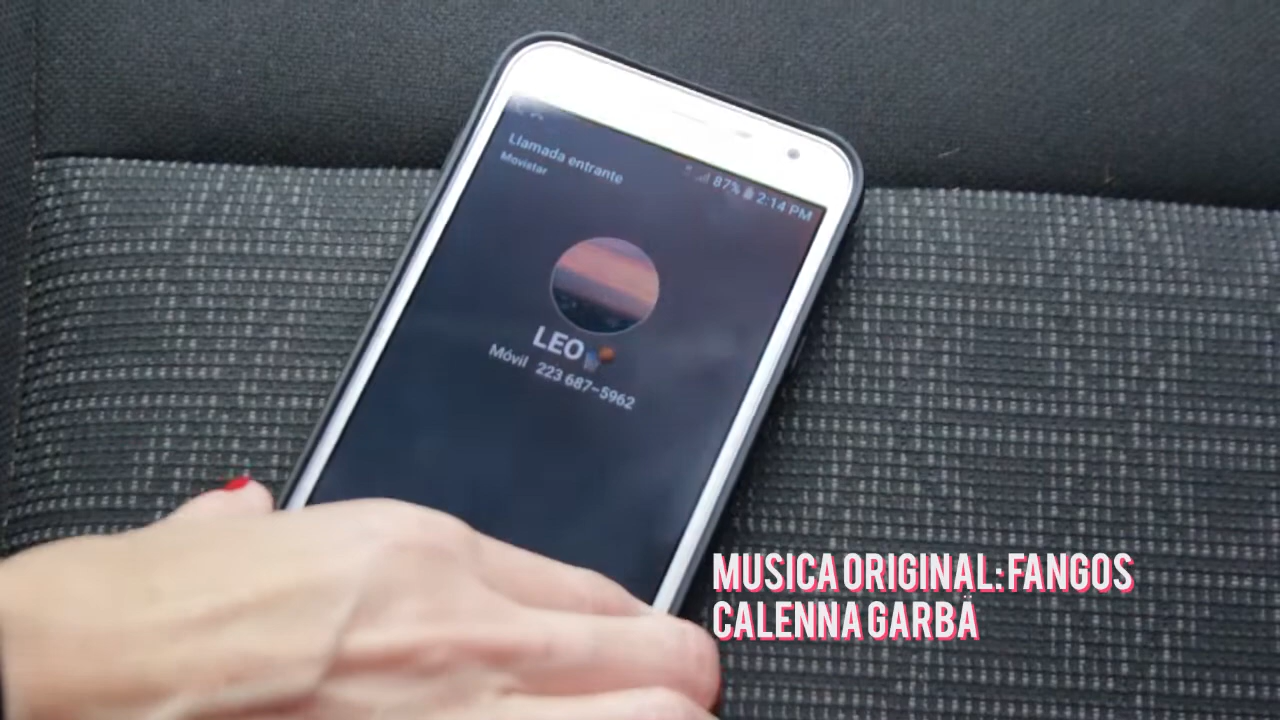 Llamada entrante
Movistar
87% 2:14 PM
LEO
Móvil 223 687-5962
MUSICA ORIGINAL: FANGOS
CALENNA GARBÄ